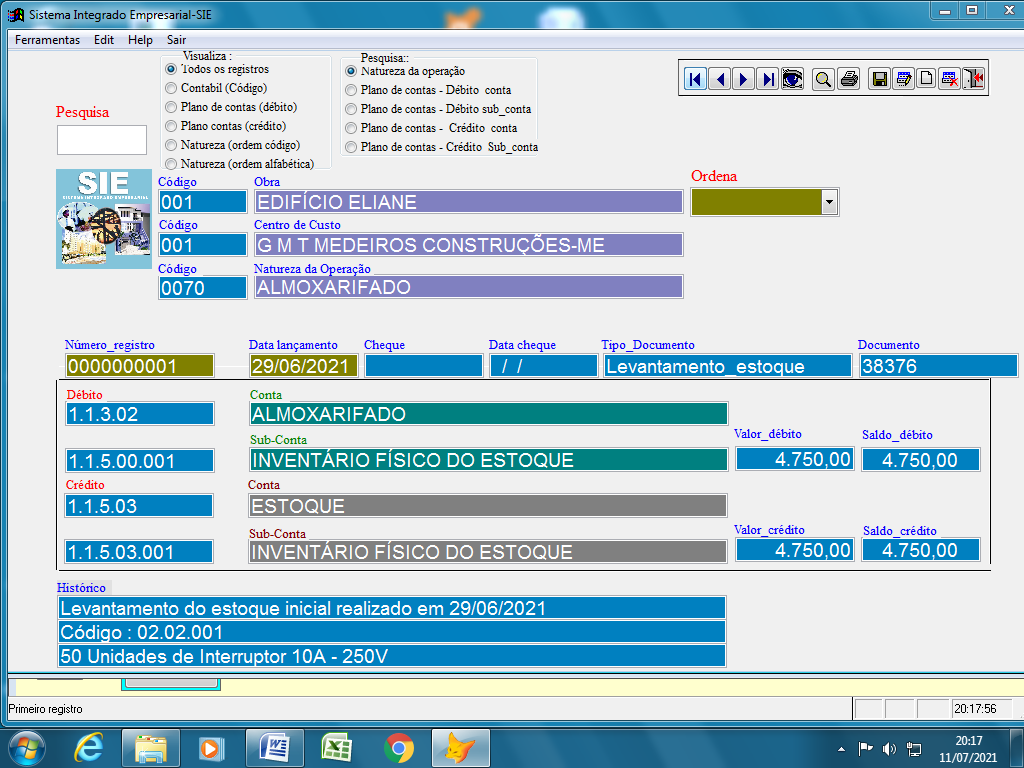 Sistema Integrado Empresarial-SIE
Ferramentas Edit Help Sair
Visualiza :
Todos os registros
Contabil (Código)
Plano de contas (débito)
Plano contas (crédito)
Natureza (ordem código)
Natureza (ordem alfabética)
Pesquisa::
Natureza da operação
Plano de contas - Débito conta
Plano de contas - Débito sub_conta
Plano de contas - Crédito conta
Plano de contas - Crédito Sub_conta
Pesquisa
SIE
SISTEMA INTEGRADO EMPRESARIAL
Ordena
Código Obra
001 EDIFÍCIO ELIANE
Código Centro de Custo
001 G M T MEDEIROS CONSTRUÇÕES-ME
Código Natureza da Operação
0070 ALMOXARIFADO
Número_registro Data lançamento Cheque Data cheque Tipo_Documento Documento
0000000001 29/06/2021 / / Levantamento_estoque 38376
Débito Conta
1.1.3.02 ALMOXARIFADO
Sub-Conta Valor_débito Saldo_débito
1.1.5.00.001 INVENTÁRIO FÍSICO DO ESTOQUE 4.750,00 4.750,00
Crédito Conta
1.1.5.03 ESTOQUE
Sub-Conta Valor_crédito Saldo_crédito
1.1.5.03.001 INVENTÁRIO FÍSICO DO ESTOQUE 4.750,00 4.750,00
Histórico
Levantamento do estoque inicial realizado em 29/06/2021
Código : 02.02.001
50 Unidades de Interruptor 10A - 250V
Primeiro registro 20:17:56
20:17
11/07/2021